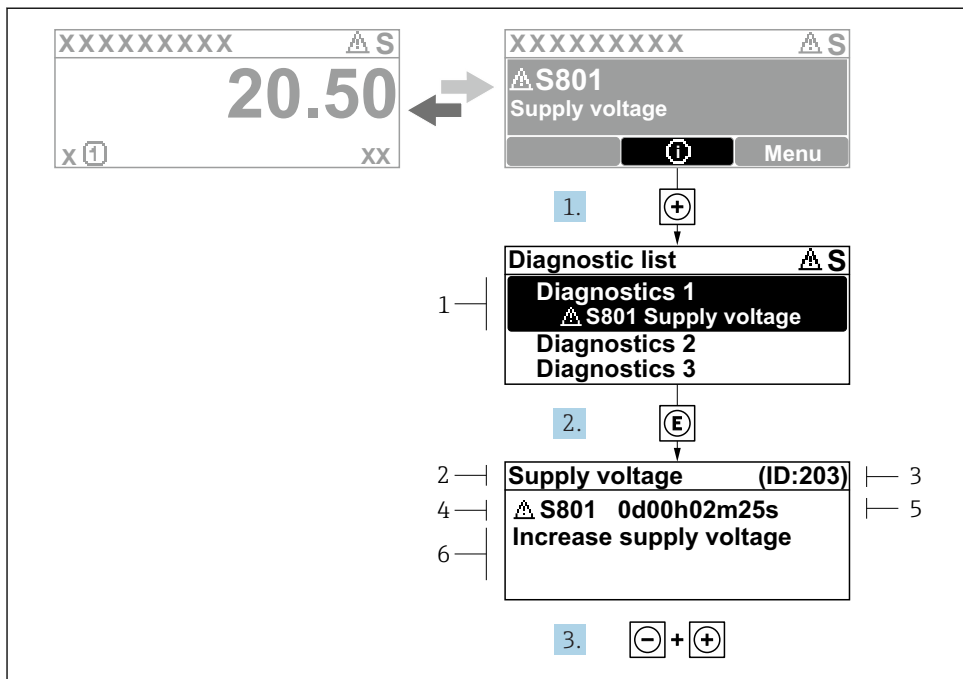 XXXXXXXXX ⚠ S
20.50
x 1 xx
XXXXXXXXX ⚠ S
⚠ S801
Supply voltage
i Menu
1. +
Diagnostic list ⚠ S
1
Diagnostics 1
⚠ S801 Supply voltage
Diagnostics 2
Diagnostics 3
2. E
2 Supply voltage (ID:203) 3
4 ⚠ S801 0d00h02m25s 5
6 Increase supply voltage
3. - + +